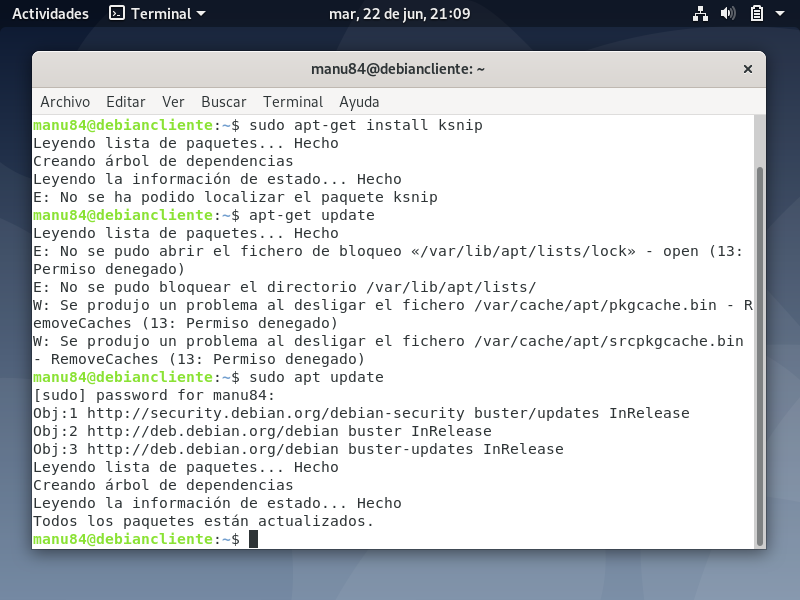 Actividades Terminal mar, 22 de jun, 21:09
manu84@debiancliente: ~
Archivo Editar Ver Buscar Terminal Ayuda
manu84@debiancliente:~$ sudo apt-get install ksnip
Leyendo lista de paquetes... Hecho
Creando árbol de dependencias
Leyendo la información de estado... Hecho
E: No se ha podido localizar el paquete ksnip
manu84@debiancliente:~$ apt-get update
Leyendo lista de paquetes... Hecho
E: No se pudo abrir el fichero de bloqueo «/var/lib/apt/lists/lock» - open (13:
Permiso denegado)
E: No se pudo bloquear el directorio /var/lib/apt/lists/
W: Se produjo un problema al desligar el fichero /var/cache/apt/pkgcache.bin - R
emoveCaches (13: Permiso denegado)
W: Se produjo un problema al desligar el fichero /var/cache/apt/srcpkgcache.bin
- RemoveCaches (13: Permiso denegado)
manu84@debiancliente:~$ sudo apt update
[sudo] password for manu84:
Obj:1 http://security.debian.org/debian-security buster/updates InRelease
Obj:2 http://deb.debian.org/debian buster InRelease
Obj:3 http://deb.debian.org/debian buster-updates InRelease
Leyendo lista de paquetes... Hecho
Creando árbol de dependencias
Leyendo la información de estado... Hecho
Todos los paquetes están actualizados.
manu84@debiancliente:~$